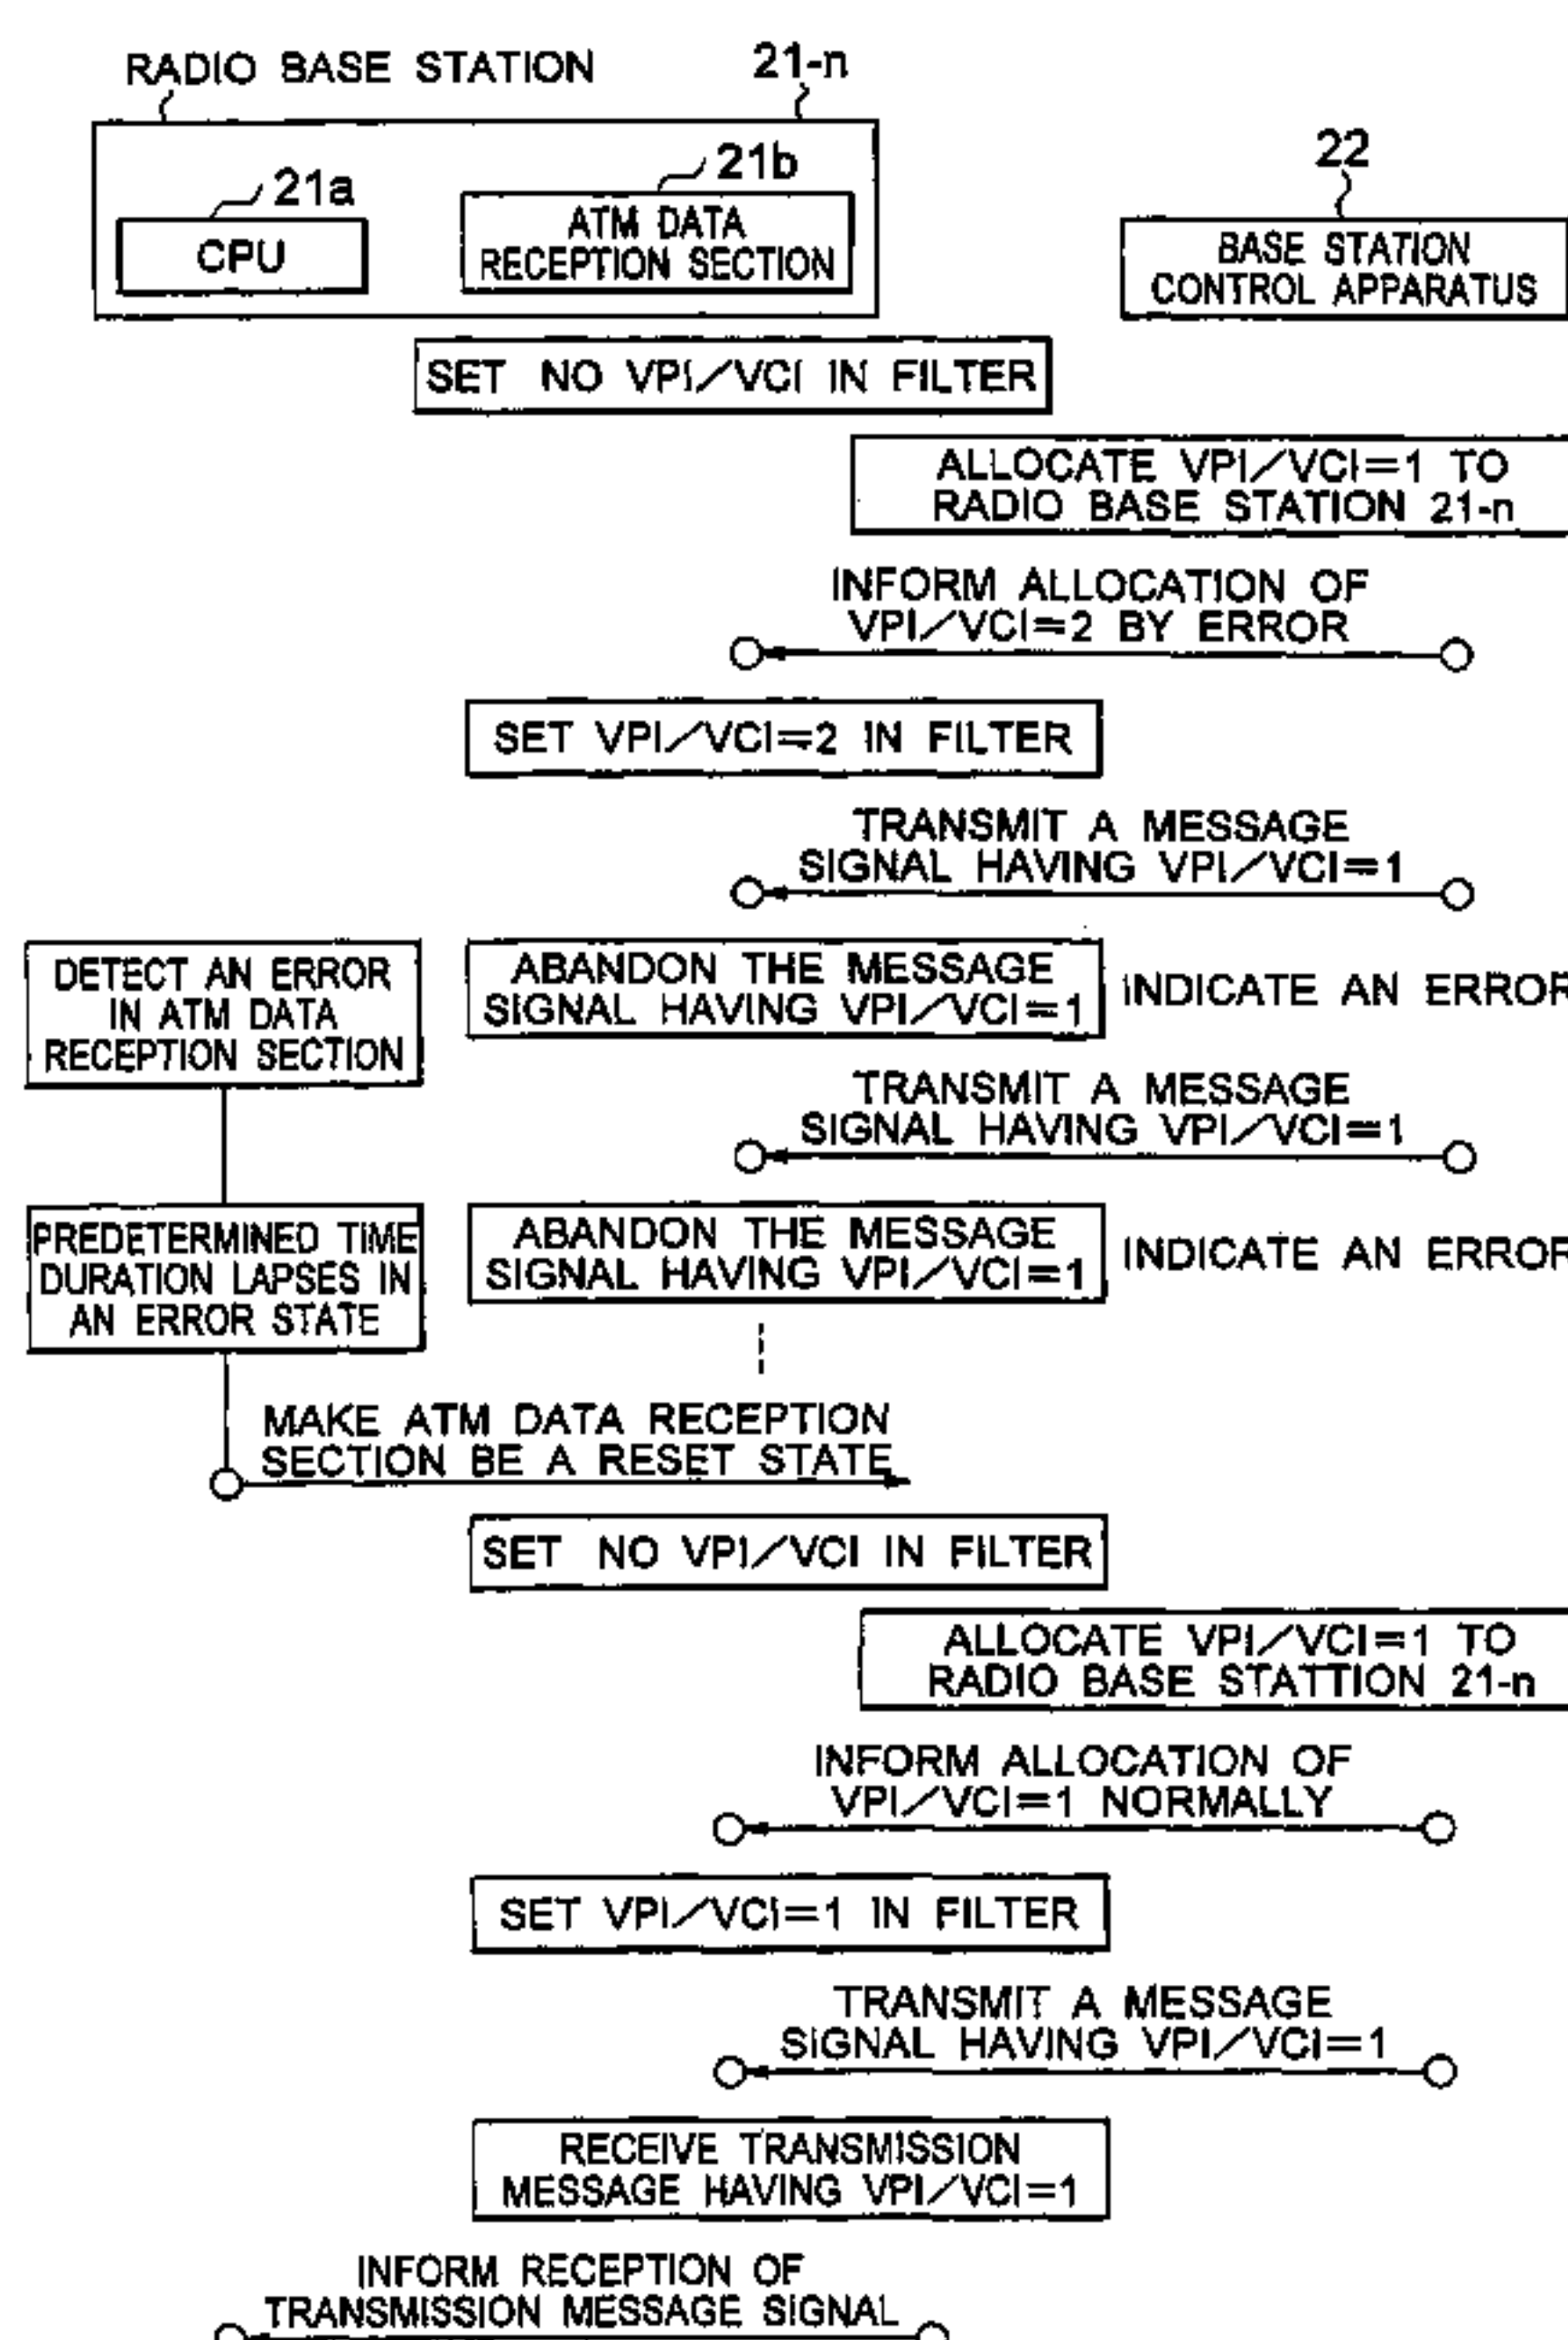 RADIO BASE STATION
21-n
21a
21b
22
CPU
ATM DATA
RECEPTION SECTION
BASE STATION
CONTROL APPARATUS
SET NO VPI/VCI IN FILTER
ALLOCATE VPI/VCI=1 TO
RADIO BASE STATION 21-n
INFORM ALLOCATION OF
VPI/VCI=2 BY ERROR
SET VPI/VCI=2 IN FILTER
TRANSMIT A MESSAGE
SIGNAL HAVING VPI/VCI=1
DETECT AN ERROR
IN ATM DATA
RECEPTION SECTION
ABANDON THE MESSAGE
SIGNAL HAVING VPI/VCI=1
INDICATE AN ERROR
TRANSMIT A MESSAGE
SIGNAL HAVING VPI/VCI=1
PREDETERMINED TIME
DURATION LAPSES IN
AN ERROR STATE
ABANDON THE MESSAGE
SIGNAL HAVING VPI/VCI=1
INDICATE AN ERROR
MAKE ATM DATA RECEPTION
SECTION BE A RESET STATE
SET NO VPI/VCI IN FILTER
ALLOCATE VPI/VCI=1 TO
RADIO BASE STATTION 21-n
INFORM ALLOCATION OF
VPI/VCI=1 NORMALLY
SET VPI/VCI=1 IN FILTER
TRANSMIT A MESSAGE
SIGNAL HAVING VPI/VCI=1
RECEIVE TRANSMISSION
MESSAGE HAVING VPI/VCI=1
INFORM RECEPTION OF
TRANSMISSION MESSAGE SIGNAL